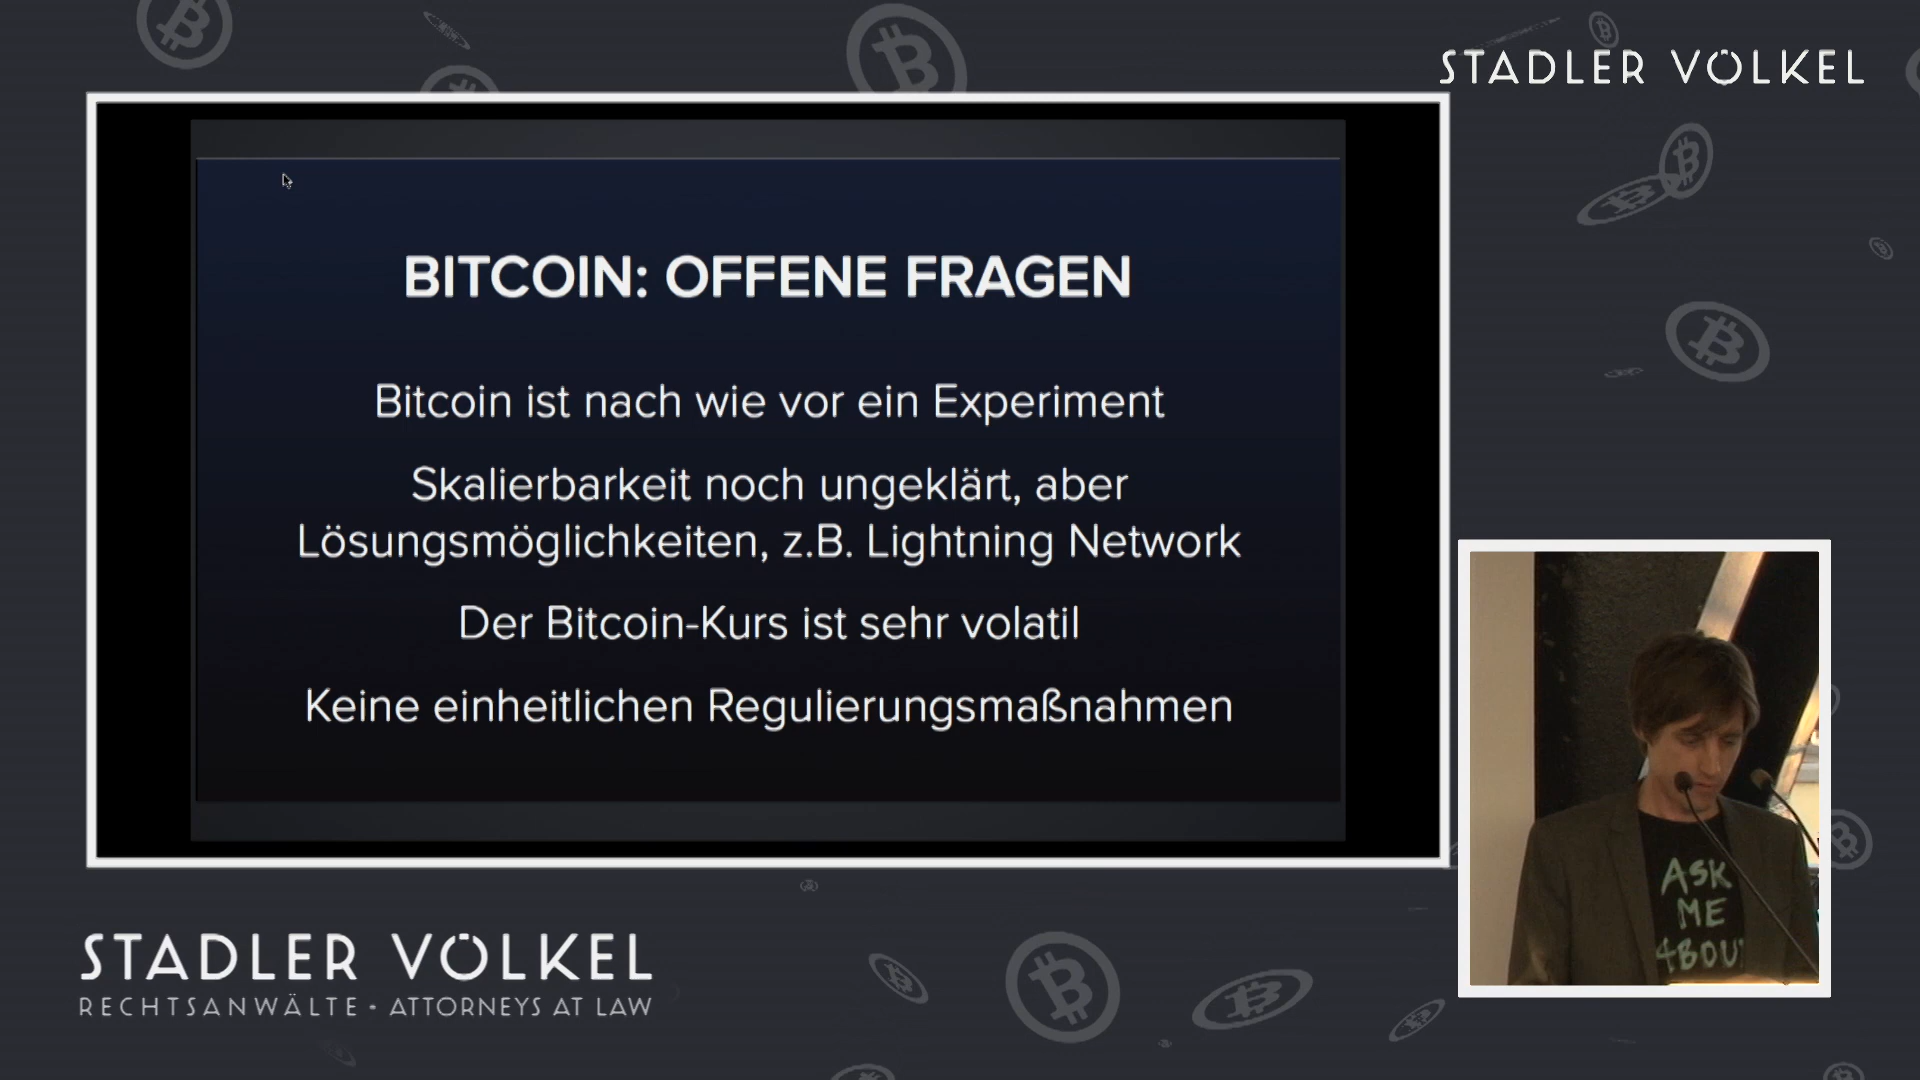 STADLER VÖLKEL
BITCOIN: OFFENE FRAGEN
Bitcoin ist nach wie vor ein Experiment
Skalierbarkeit noch ungeklärt, aber
Lösungsmöglichkeiten, z.B. Lightning Network
Der Bitcoin-Kurs ist sehr volatil
Keine einheitlichen Regulierungsmaßnahmen
ASK
ME
ABOUT
STADLER VÖLKEL
RECHTSANWÄLTE • ATTORNEYS AT LAW